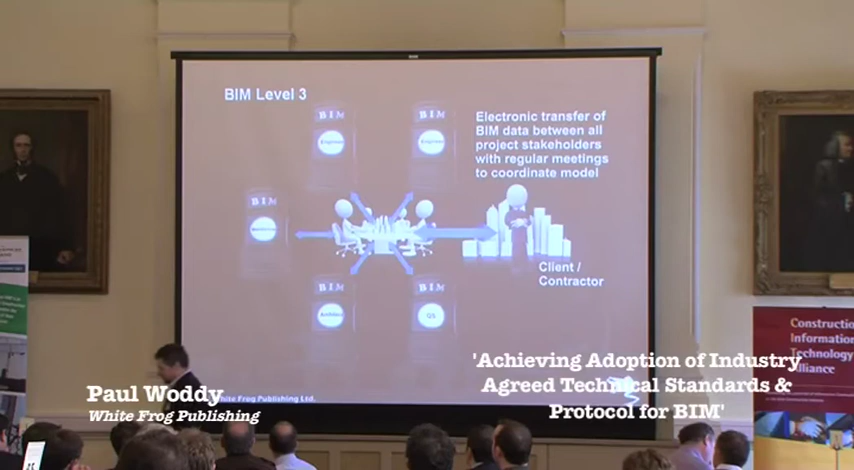 BIM Level 3
BIM
BIM
Electronic transfer of
BIM data between all
project stakeholders
with regular meetings
to coordinate model
Engineer
Engineer
BIM
Client /
Contractor
BIM
BIM
Architect
QS
White Frog Publishing Ltd.
Construction
Information
Technology
Alliance
'Achieving Adoption of Industry
Agreed Technical Standards &
Protocol for BIM'
Paul Woddy
White Frog Publishing